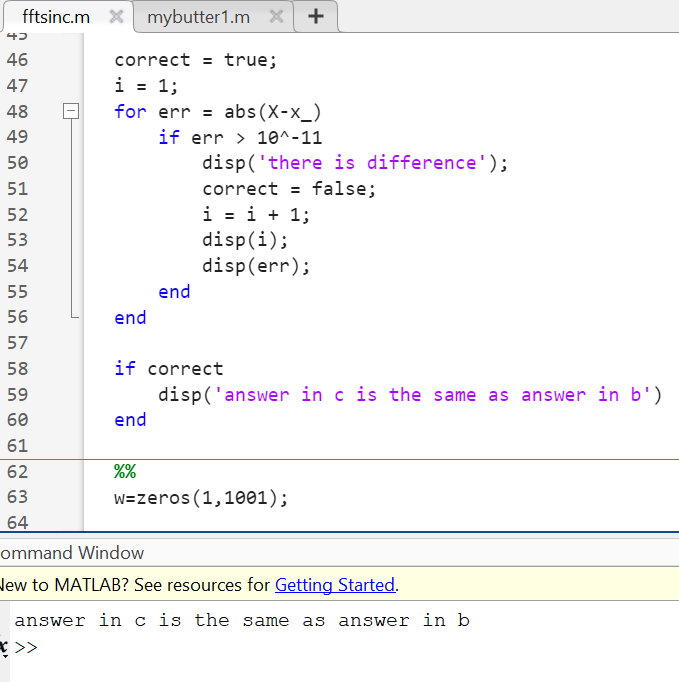 fftsinc.m × mybutter1.m × +
45
46 correct = true;
47 i = 1;
48 for err = abs(X-x_)
49 if err > 10^-11
50 disp('there is difference');
51 correct = false;
52 i = i + 1;
53 disp(i);
54 disp(err);
55 end
56 end
57
58 if correct
59 disp('answer in c is the same as answer in b')
60 end
61
62 %%
63 w=zeros(1,1001);
64
ommand Window
New to MATLAB? See resources for Getting Started.
answer in c is the same as answer in b
>>